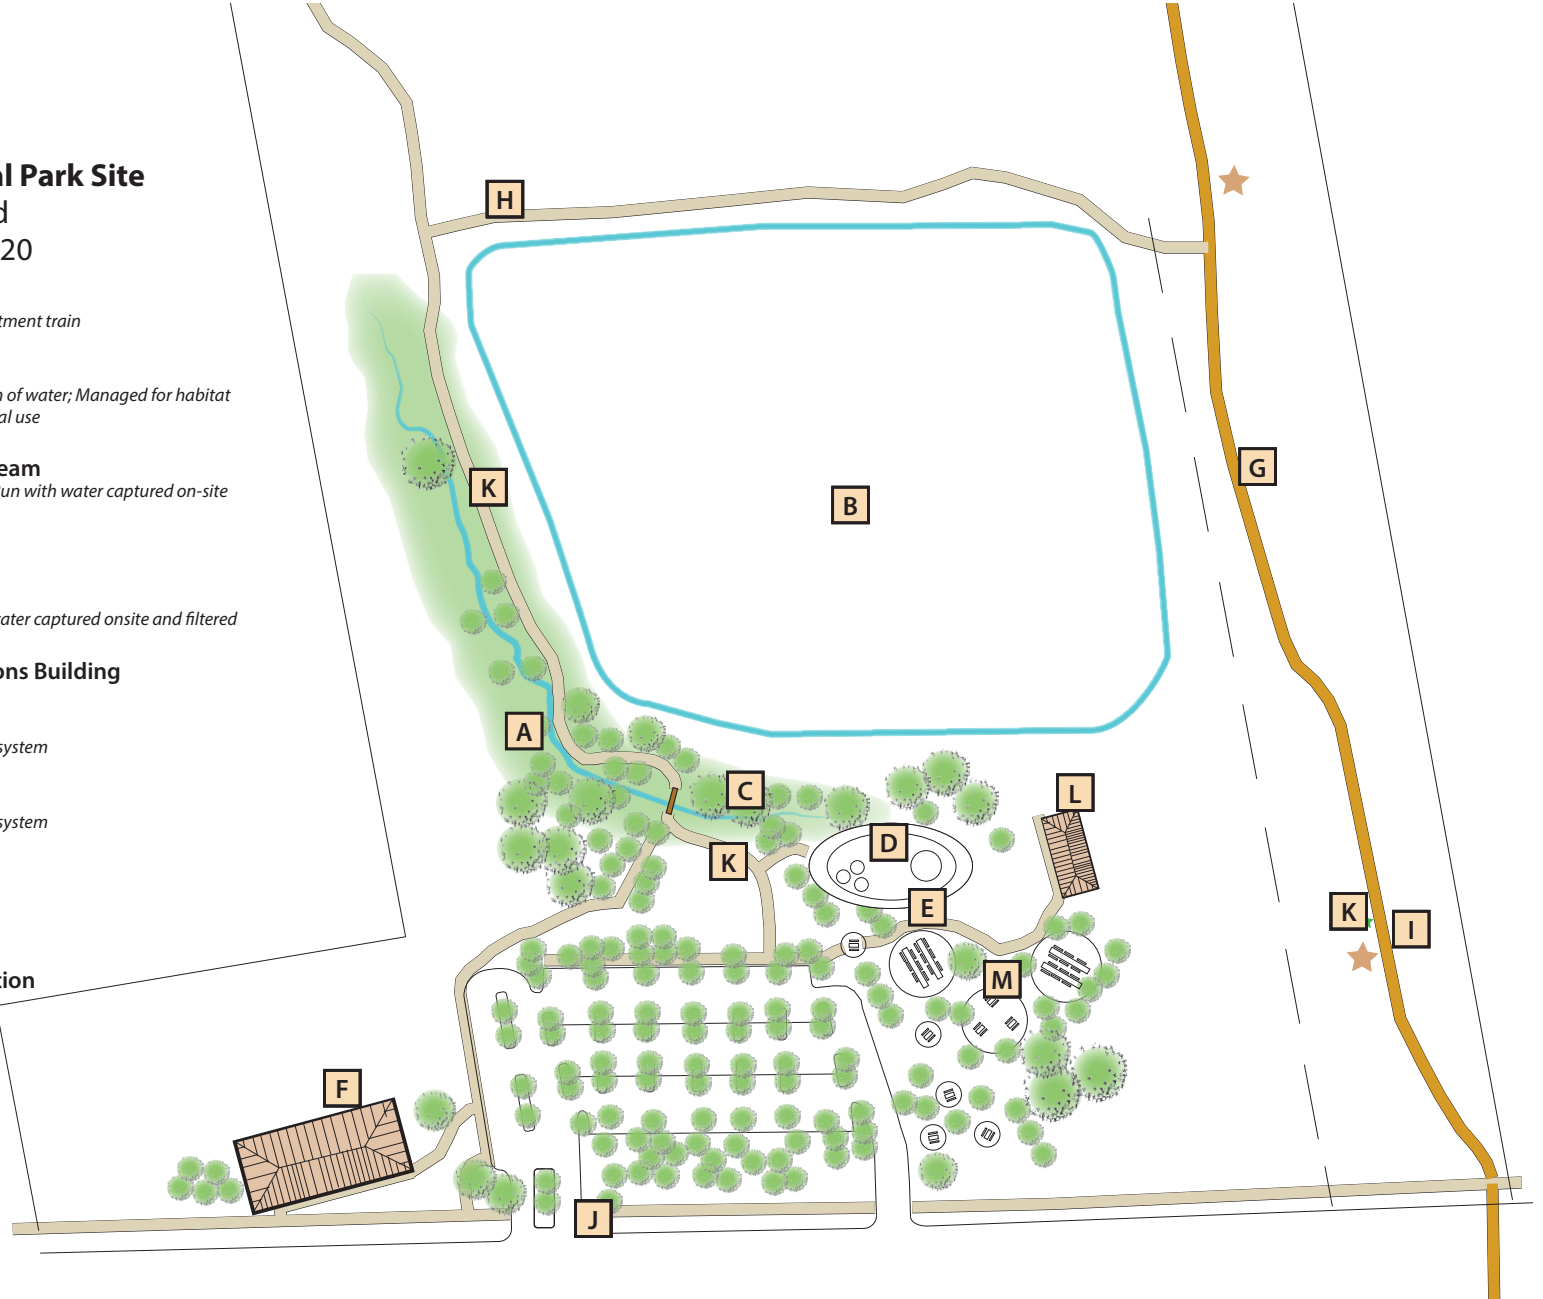 al Park Site
d
20
tment train
n of water; Managed for habitat
al use
eam
un with water captured on-site
ater captured onsite and filtered
ons Building
system
system
tion
H
K
G
B
A
C
L
D
K
E
K
I
M
F
J